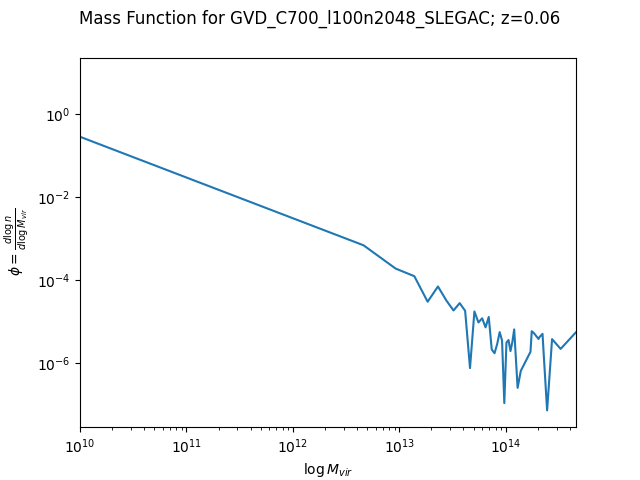 Mass Function for GVD_C700_l100n2048_SLEGAC; z=0.06
10^0
10^-2
10^-4
10^-6
ϕ = d log n / d log M_vir
10^10 10^11 10^12 10^13 10^14
log M_vir